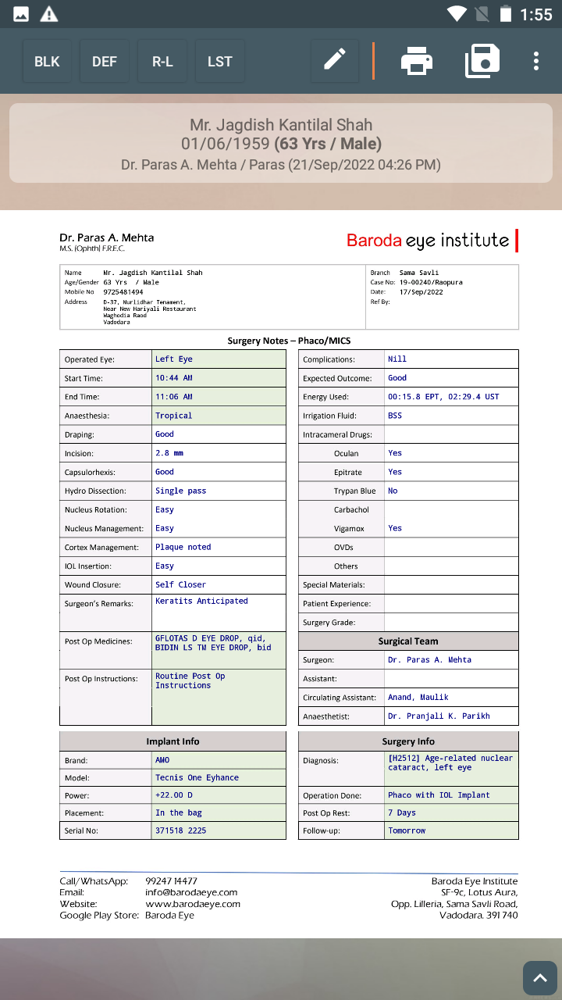 1:55
BLK DEF R-L LST
Mr. Jagdish Kantilal Shah
01/06/1959 (63 Yrs / Male)
Dr. Paras A. Mehta / Paras (21/Sep/2022 04:26 PM)
Dr. Paras A. Mehta
M.S. (Ophth) F.R.E.C.
Baroda eye institute
Name Mr. Jagdish Kantilal Shah
Age/Gender 63 Yrs / Male
Mobile No 9725481494
Address D-37, Murlidhar Tenament,
Near New Hariyali Restaurant
Waghodia Raod
Vadodara
Branch Sama Savli
Case No: 19-00240/Raopura
Date: 17/Sep/2022
Ref By:
Surgery Notes – Phaco/MICS
Operated Eye: Left Eye
Start Time: 10:44 AM
End Time: 11:06 AM
Anaesthesia: Tropical
Draping: Good
Incision: 2.8 mm
Capsulorhexis: Good
Hydro Dissection: Single pass
Nucleus Rotation: Easy
Nucleus Management: Easy
Cortex Management: Plaque noted
IOL Insertion: Easy
Wound Closure: Self Closer
Surgeon's Remarks: Keratits Anticipated
Post Op Medicines: GFLOTAS D EYE DROP, qid,
BIDIN LS TM EYE DROP, bid
Post Op Instructions: Routine Post Op
Instructions
Complications: Nill
Expected Outcome: Good
Energy Used: 00:15.8 EPT, 02:29.4 UST
Irrigation Fluid: BSS
Intracameral Drugs:
Oculan Yes
Epitrate Yes
Trypan Blue No
Carbachol
Vigamox Yes
OVDs
Others
Special Materials:
Patient Experience:
Surgery Grade:
Surgical Team
Surgeon: Dr. Paras A. Mehta
Assistant:
Circulating Assistant: Anand, Maulik
Anaesthetist: Dr. Pranjali K. Parikh
Implant Info
Brand: AMO
Model: Tecnis One Eyhance
Power: +22.00 D
Placement: In the bag
Serial No: 371518 2225
Surgery Info
Diagnosis: [H2512] Age-related nuclear
cataract, left eye
Operation Done: Phaco with IOL Implant
Post Op Rest: 7 Days
Follow-up: Tomorrow
Call/WhatsApp: 99247 14477
Email: info@barodaeye.com
Website: www.barodaeye.com
Google Play Store: Baroda Eye
Baroda Eye Institute
SF-9c, Lotus Aura,
Opp. Lilleria, Sama Savli Road,
Vadodara. 391 740